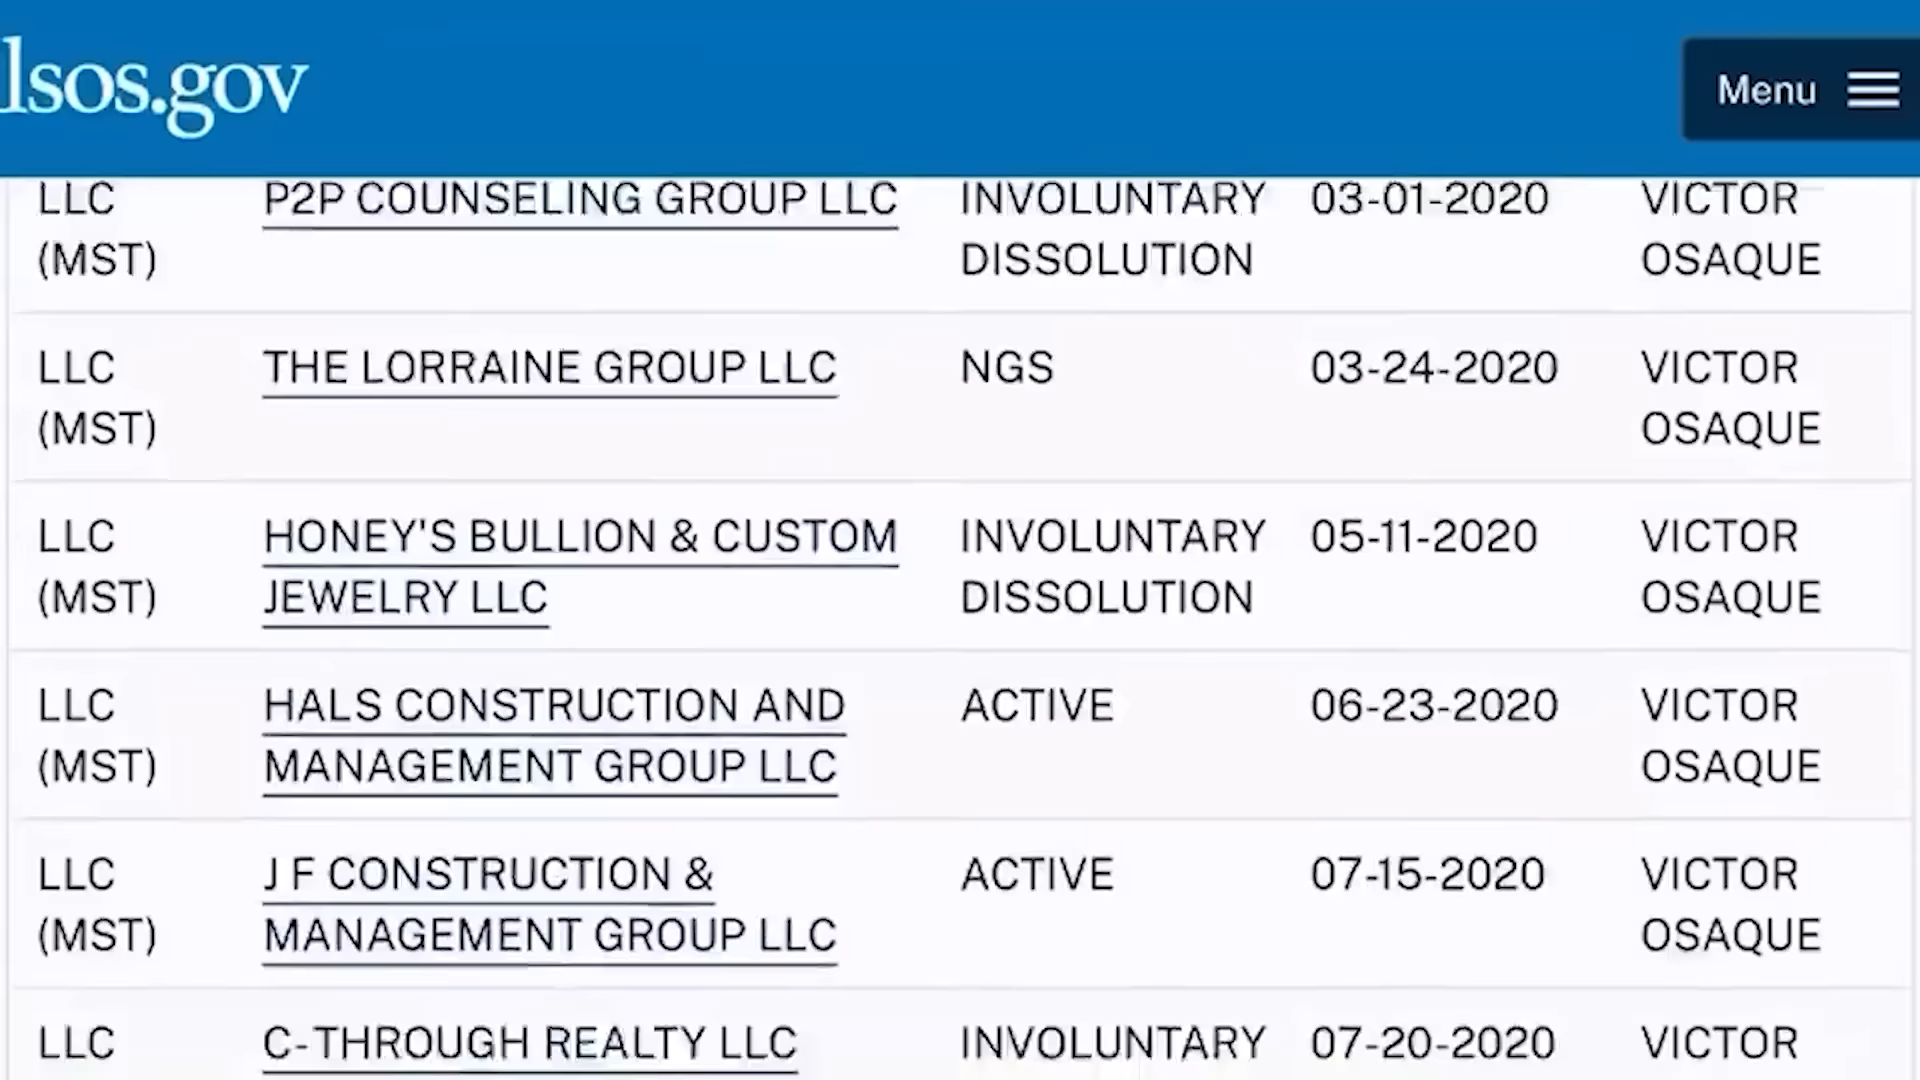 lsos.gov
Menu
LLC P2P COUNSELING GROUP LLC INVOLUNTARY 03-01-2020 VICTOR
(MST) DISSOLUTION OSAQUE
LLC THE LORRAINE GROUP LLC NGS 03-24-2020 VICTOR
(MST) OSAQUE
LLC HONEY'S BULLION & CUSTOM INVOLUNTARY 05-11-2020 VICTOR
(MST) JEWELRY LLC DISSOLUTION OSAQUE
LLC HALS CONSTRUCTION AND ACTIVE 06-23-2020 VICTOR
(MST) MANAGEMENT GROUP LLC OSAQUE
LLC J F CONSTRUCTION & ACTIVE 07-15-2020 VICTOR
(MST) MANAGEMENT GROUP LLC OSAQUE
LLC C-THROUGH REALTY LLC INVOLUNTARY 07-20-2020 VICTOR